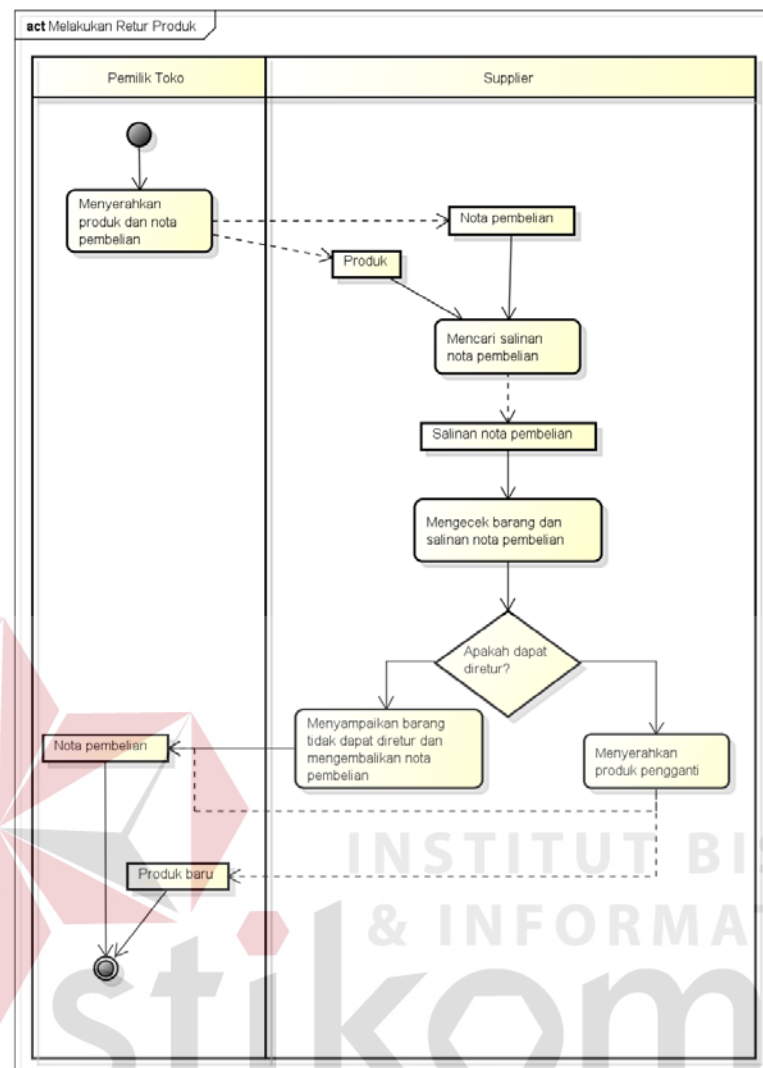 act Melakukan Retur Produk
Pemilik Toko
Supplier
Menyerahkan
produk dan nota
pembelian
Nota pembelian
Produk
Mencari salinan
nota pembelian
Salinan nota pembelian
Mengecek barang dan
salinan nota pembelian
Apakah dapat
diretur?
Menyampaikan barang
tidak dapat diretur dan
mengembalikan nota
pembelian
Nota pembelian
Menyerahkan
produk pengganti
Produk baru
INSTITUT BIS
& INFORMAT
stikom